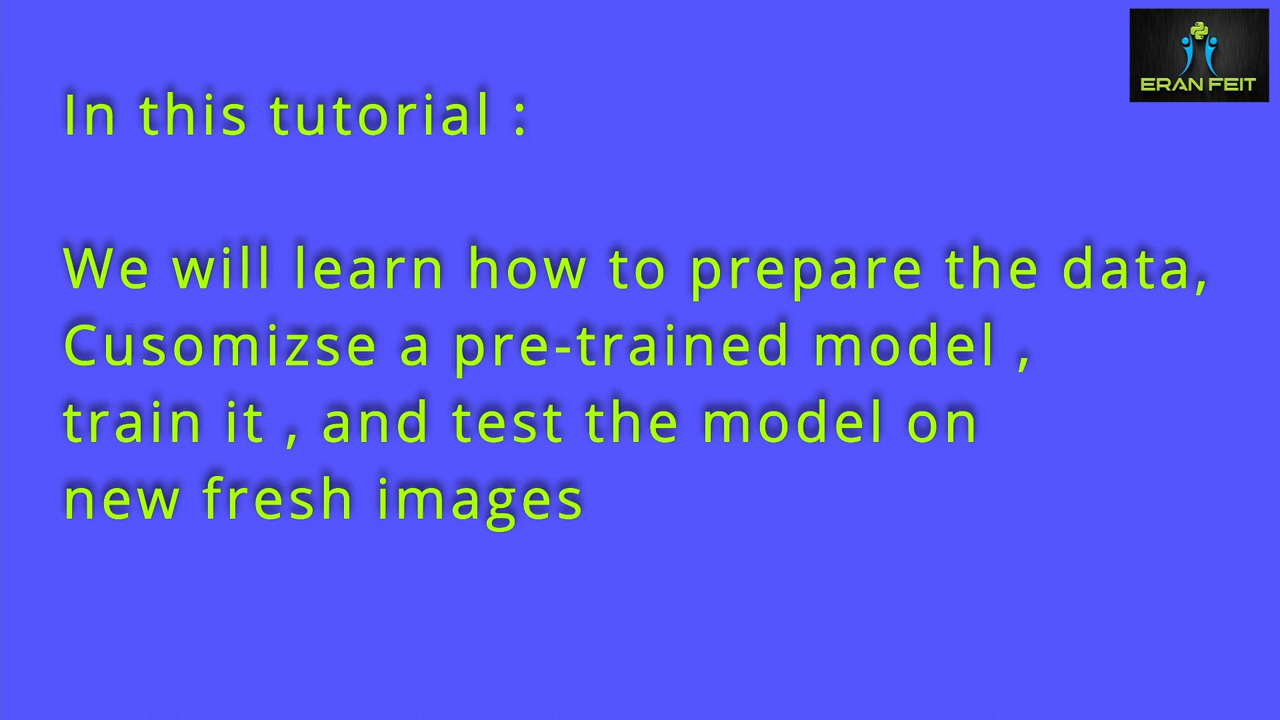 ERAN FEIT
In this tutorial :
We will learn how to prepare the data,
Cusomizse a pre-trained model ,
train it , and test the model on
new fresh images